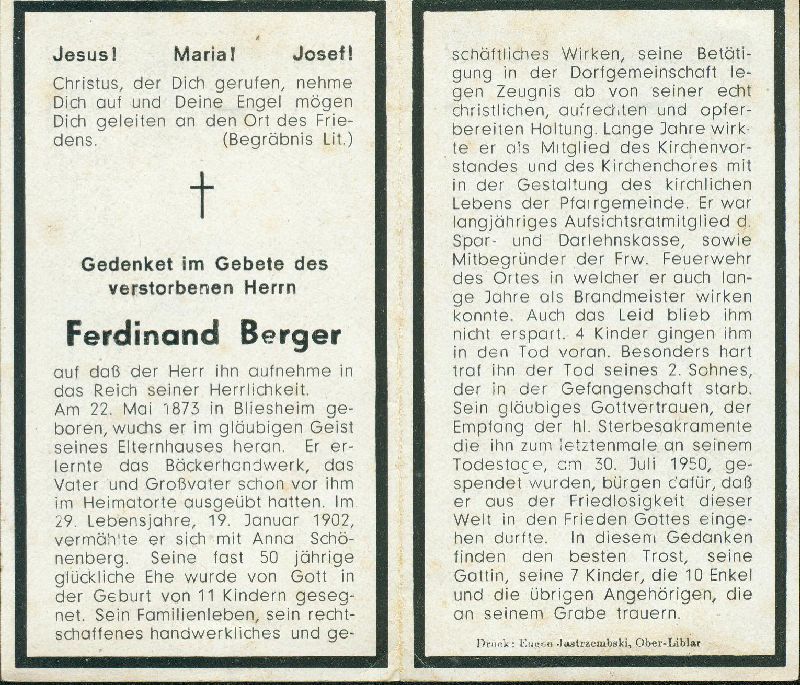 Jesus! Maria! Josef!
Christus, der Dich gerufen, nehme
Dich auf und Deine Engel mögen
Dich geleiten an den Ort des Frie-
dens. (Begräbnis Lit.)
Gedenket im Gebete des
verstorbenen Herrn
Ferdinand Berger
auf daß der Herr ihn aufnehme in
das Reich seiner Herrlichkeit.
Am 22. Mai 1873 in Bliesheim ge-
boren, wuchs er im gläubigen Geist
seines Elternhauses heran. Er er-
lernte das Bäckerhandwerk, das
Vater und Großvater schon vor ihm
im Heimatorte ausgeübt hatten. Im
29. Lebensjahre, 19. Januar 1902,
vermählte er sich mit Anna Schö-
nenberg. Seine fast 50 jährige
glückliche Ehe wurde von Gott in
der Geburt von 11 Kindern geseg-
net. Sein Familienleben, sein recht-
schaffenes handwerkliches und ge-
schäftliches Wirken, seine Betäti-
gung in der Dorfgemeinschaft le-
gen Zeugnis ab von seiner echt
christlichen, aufrechten und opfer-
bereiten Haltung. Lange Jahre wirk-
te er als Mitglied des Kirchenvor-
standes und des Kirchenchores mit
in der Gestaltung des kirchlichen
Lebens der Pfarrgemeinde. Er war
langjähriges Aufsichtsratmitglied d.
Spar- und Darlehnskasse, sowie
Mitbegründer der Frw. Feuerwehr
des Ortes in welcher er auch lan-
ge Jahre als Brandmeister wirken
konnte. Auch das Leid blieb ihm
nicht erspart. 4 Kinder gingen ihm
in den Tod voran. Besonders hart
traf ihn der Tod seines 2. Sohnes,
der in der Gefangenschaft starb.
Sein gläubiges Gottvertrauen, der
Empfang der hl. Sterbesakramente
die ihn zum letztenmale an seinem
Todestage, am 30. Juli 1950, ge-
spendet wurden, bürgen dafür, daß
er aus der Friedlosigkeit dieser
Welt in den Frieden Gottes einge-
hen durfte. In diesem Gedanken
finden den besten Trost, seine
Gattin, seine 7 Kinder, die 10 Enkel
und die übrigen Angehörigen, die
an seinem Grabe trauern.
Druck: Eugen Jastrzembski, Ober-Liblar